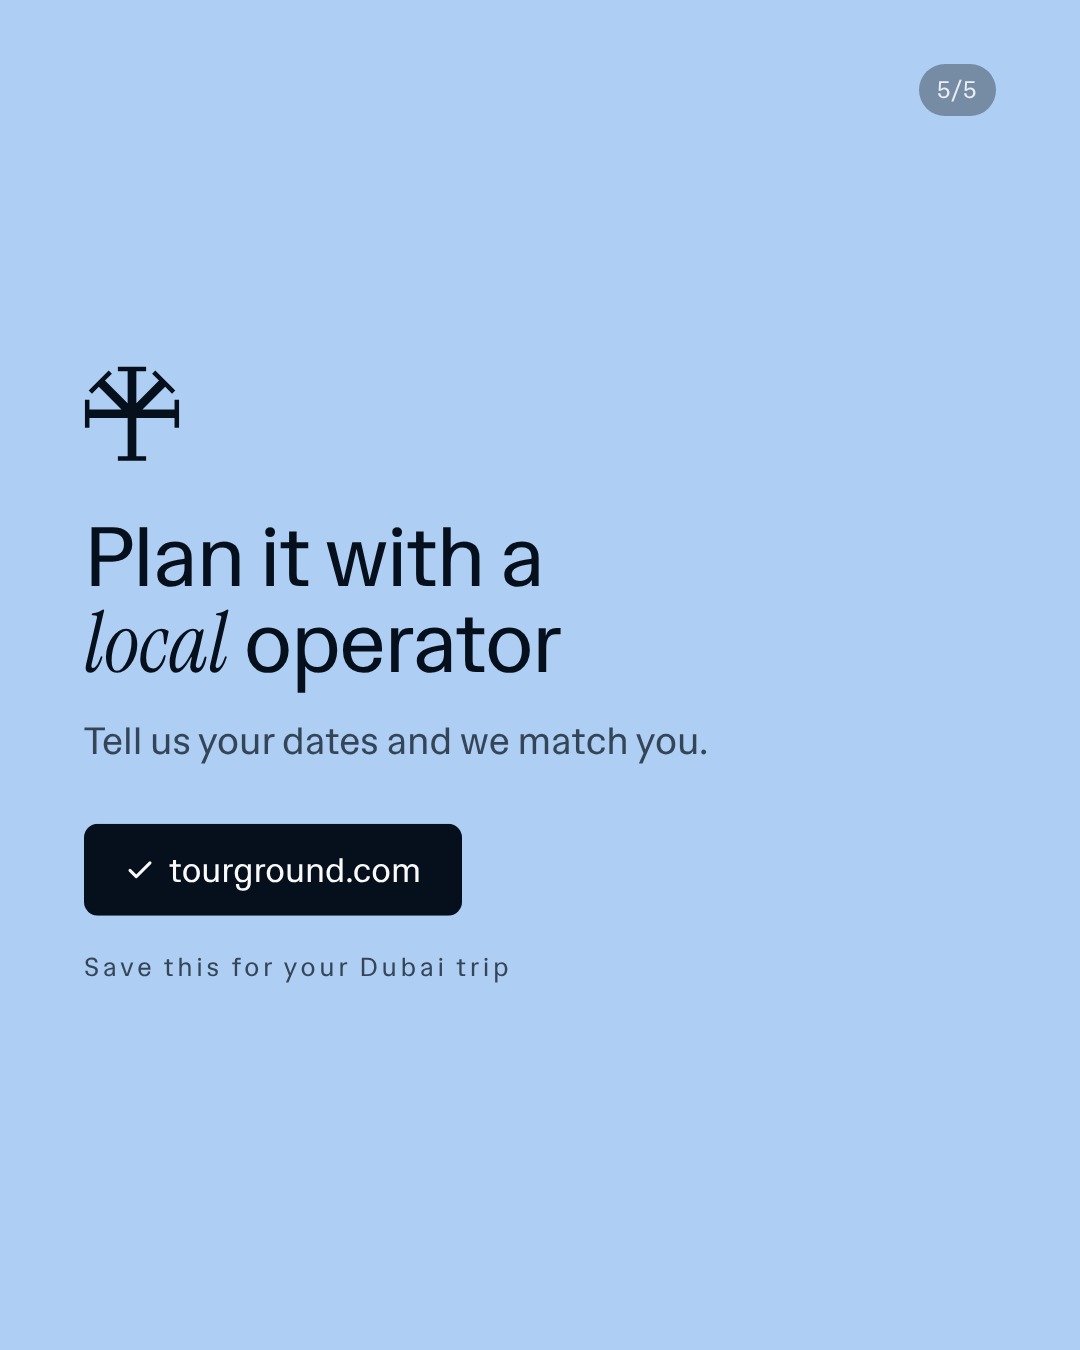 5/5
Plan it with a
local operator
Tell us your dates and we match you.
tourground.com
Save this for your Dubai trip